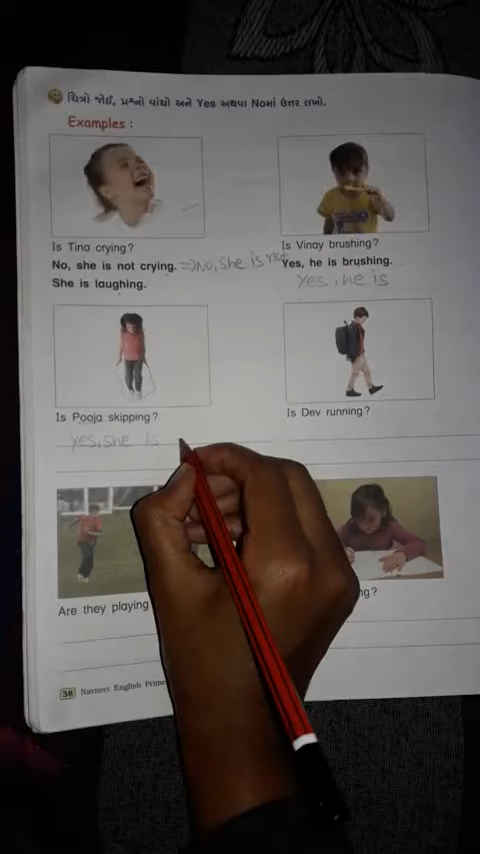 ચિત્રો જોઈ, પ્રશ્નો વાંચો અને Yes અથવા Noમાં ઉત્તર લખો.
Examples :
Is Tina crying?
No, she is not crying. ⇒ No, she is not
She is laughing.
Is Vinay brushing?
Yes, he is brushing.
Yes, he is
Is Pooja skipping?
yes, she is
Is Dev running?
Are they playing
ng?
38 Navneet English Prim